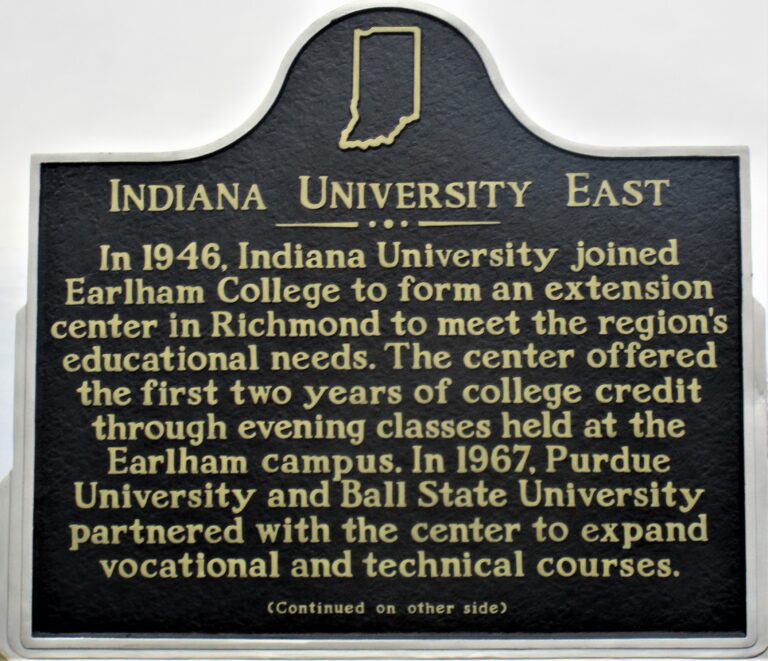 Indiana University East
In 1946, Indiana University joined
Earlham College to form an extension
center in Richmond to meet the region's
educational needs. The center offered
the first two years of college credit
through evening classes held at the
Earlham campus. In 1967, Purdue
University and Ball State University
partnered with the center to expand
vocational and technical courses.
(Continued on other side)